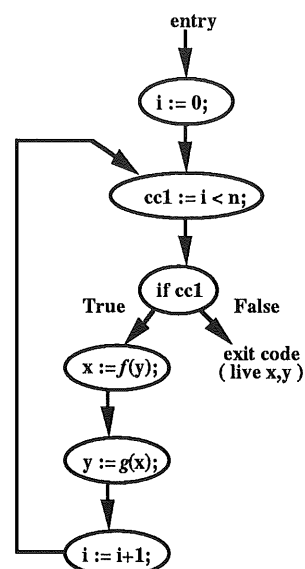 entry
i := 0;
cc1 := i < n;
if cc1
True
False
exit code
( live x,y )
x :=f(y);
y := g(x);
i := i+1;